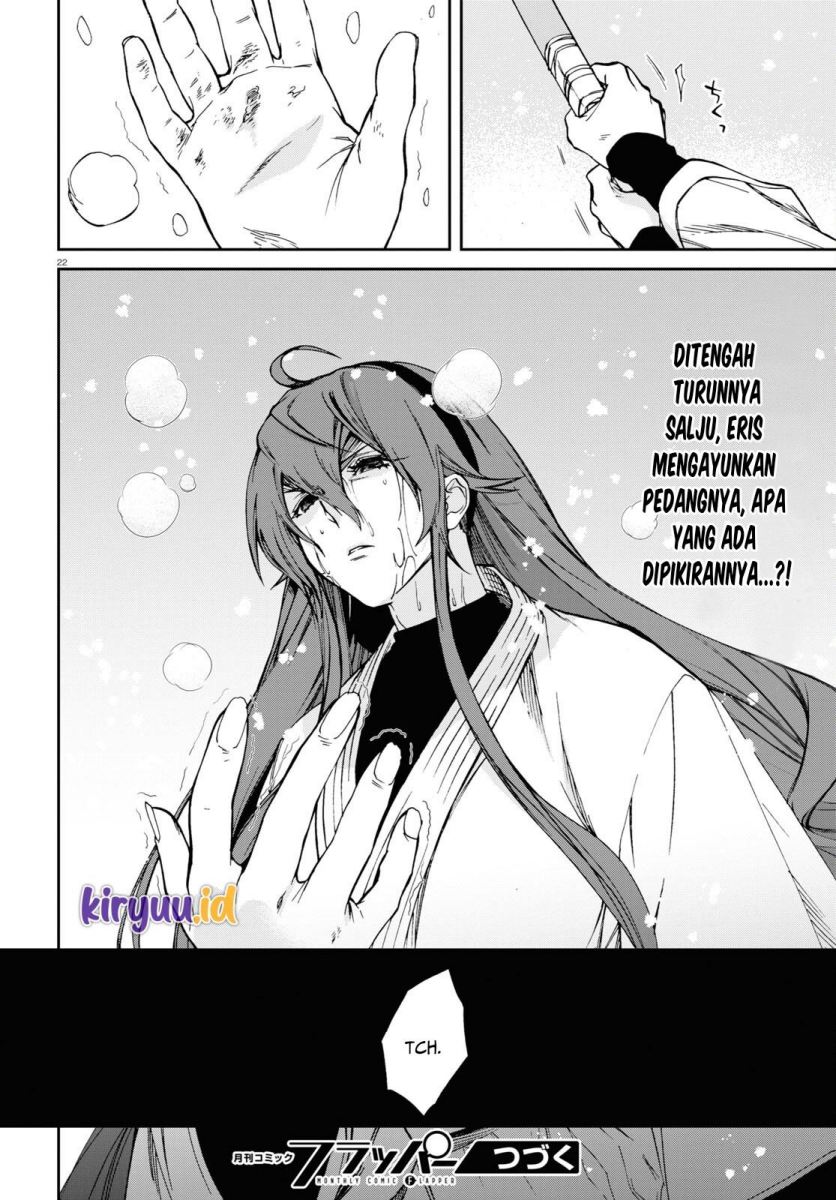 ちくっ
22
DITENGAH
TURUNNYA
SALJU, ERIS
MENGAYUNKAN
PEDANGNYA, APA
YANG ADA
DIPIKIRANNYA...?!
kiryuu.id
TCH.
月刊コミック フラッパー つづく
MONTHLY COMIC FLAPPER